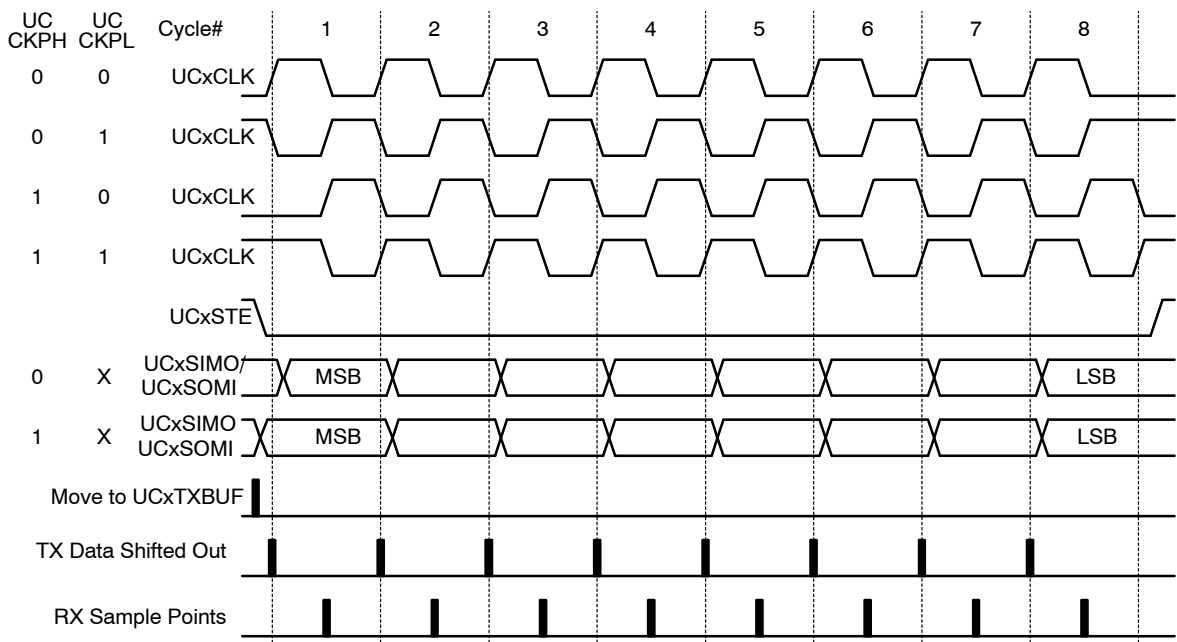 UC UC Cycle# 1 2 3 4 5 6 7 8
CKPH CKPL
0 0 UCxCLK
0 1 UCxCLK
1 0 UCxCLK
1 1 UCxCLK
UCxSTE
0 X UCxSIMO/ MSB LSB
UCxSOMI
1 X UCxSIMO MSB LSB
UCxSOMI
Move to UCxTXBUF
TX Data Shifted Out
RX Sample Points